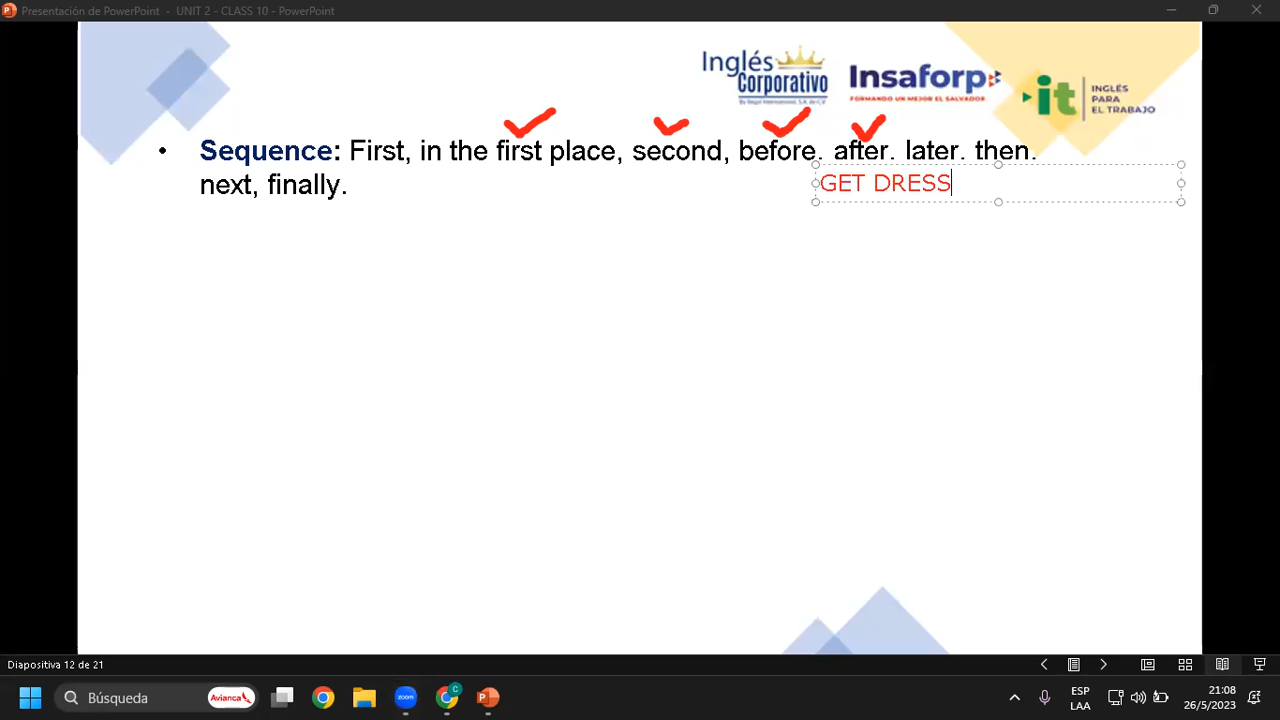 Presentación de PowerPoint - UNIT 2 - CLASS 10 - PowerPoint
Inglés
Corporativo
Insaforp
FORMANDO UN MEJOR EL SALVADOR
it
INGLÉS
PARA
EL TRABAJO
• Sequence: First, in the first place, second, before. after. later. then.
next, finally.
GET DRESS
Diapositiva 12 de 21
Búsqueda
Avianca
zoom
C
ESP
LAA
21:08
26/5/2023